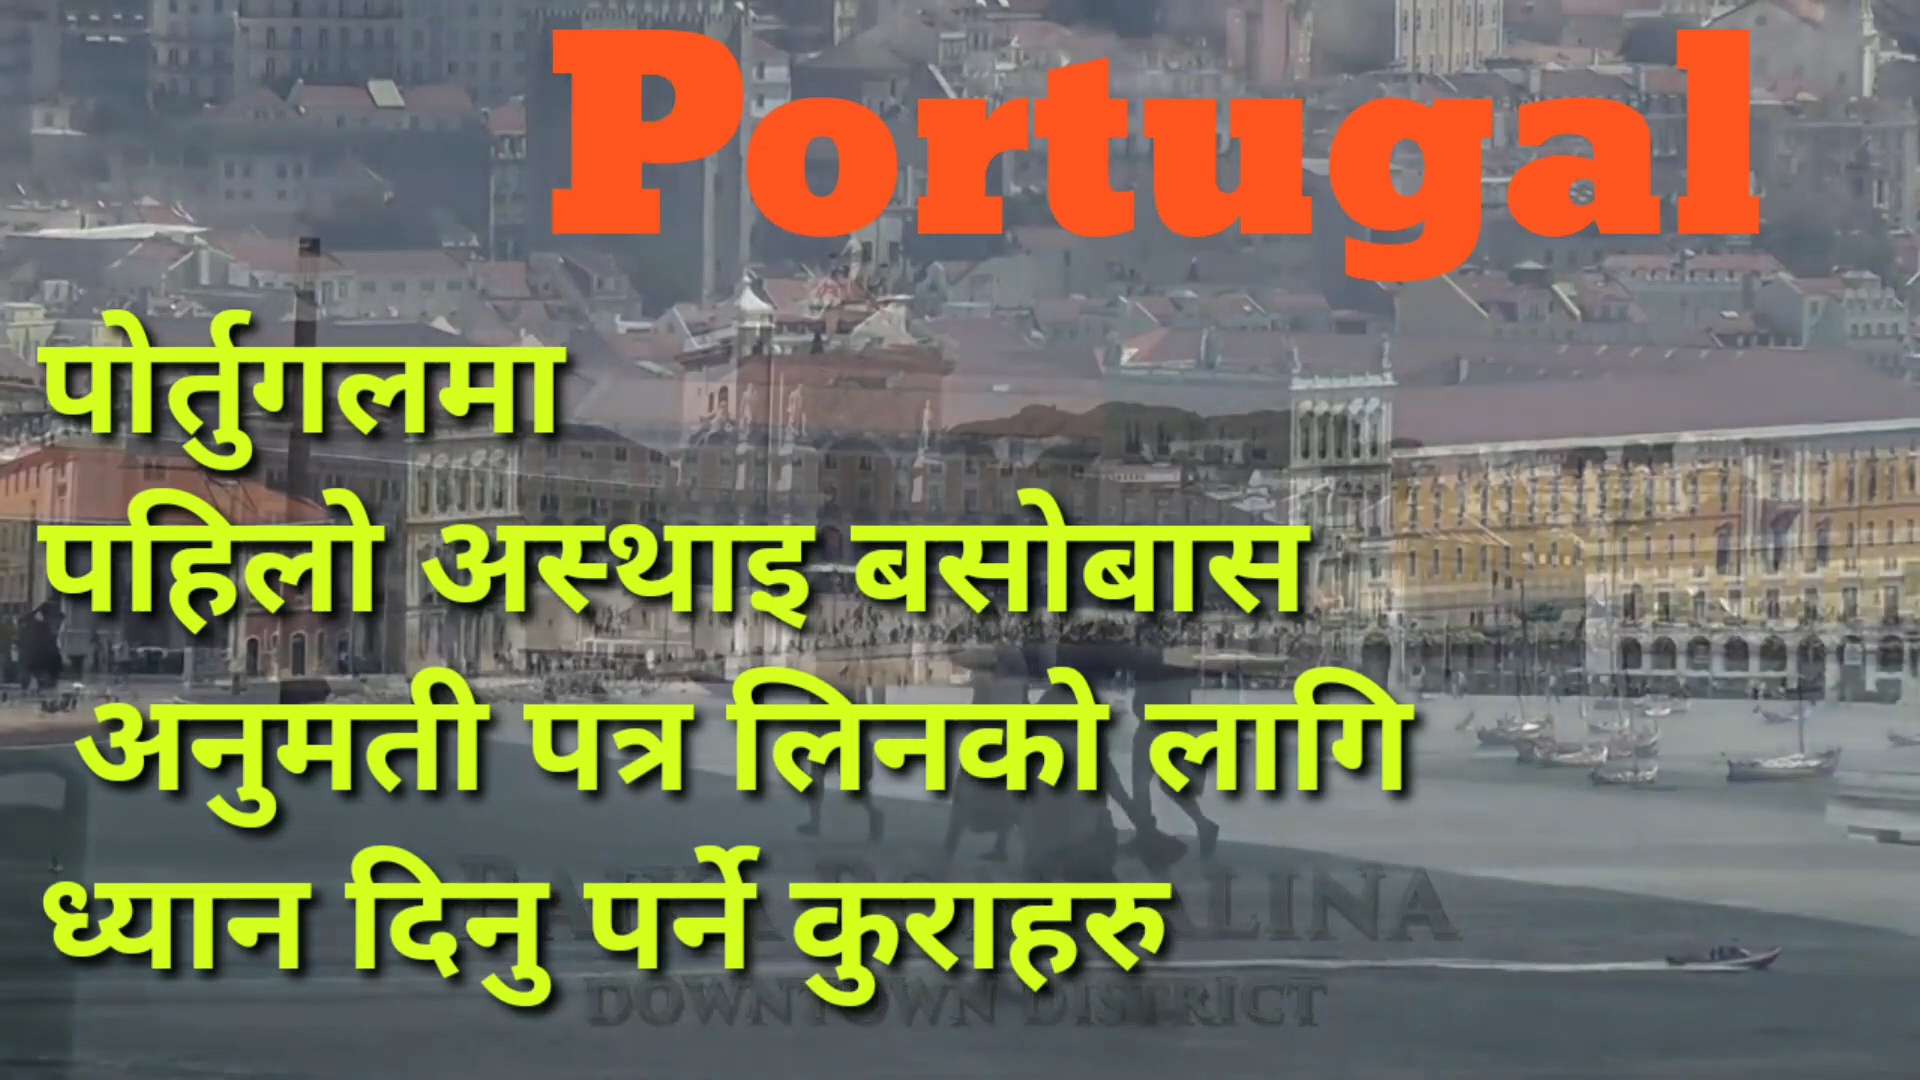 Portugal
पोर्तुगलमा
पहिलो अस्थाइ बसोबास
अनुमती पत्र लिनको लागि
ध्यान दिनु पर्ने कुराहरु
DOWNTOWN DISTRICT